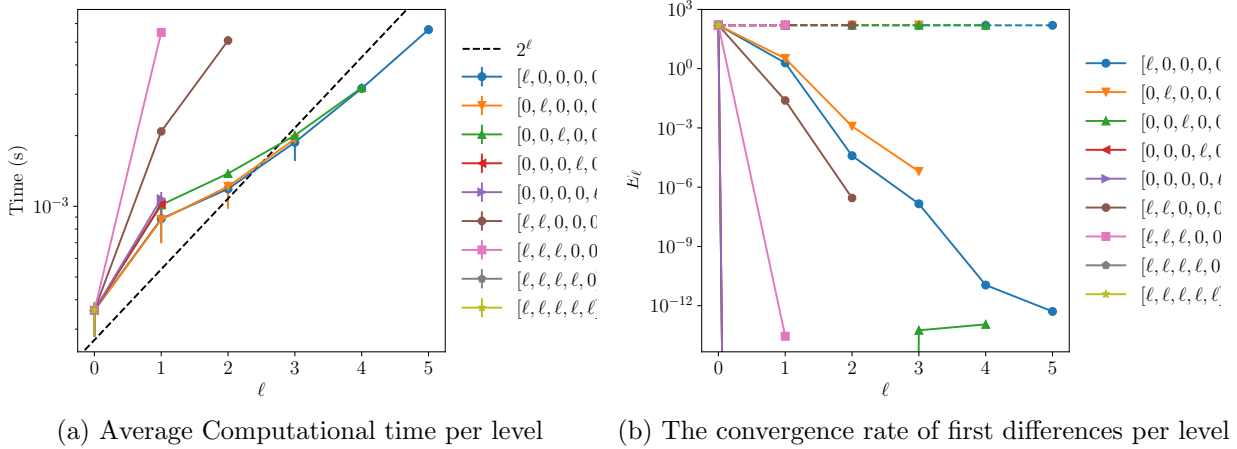 Time (s)
10^{-3}
0 1 2 3 4 5
ℓ
2^ℓ
[ℓ, 0, 0, 0, 0
[0, ℓ, 0, 0, 0
[0, 0, ℓ, 0, 0
[0, 0, 0, ℓ, 0
[0, 0, 0, 0, ℓ
[ℓ, ℓ, 0, 0, 0
[ℓ, ℓ, ℓ, 0, 0
[ℓ, ℓ, ℓ, ℓ, 0
[ℓ, ℓ, ℓ, ℓ, ℓ]
(a) Average Computational time per level
E_ℓ
10^3
10^0
10^{-3}
10^{-6}
10^{-9}
10^{-12}
0 1 2 3 4 5
ℓ
[ℓ, 0, 0, 0, 0
[0, ℓ, 0, 0, 0
[0, 0, ℓ, 0, 0
[0, 0, 0, ℓ, 0
[0, 0, 0, 0, ℓ
[ℓ, ℓ, 0, 0, 0
[ℓ, ℓ, ℓ, 0, 0
[ℓ, ℓ, ℓ, ℓ, 0
[ℓ, ℓ, ℓ, ℓ, ℓ]
(b) The convergence rate of first differences per level